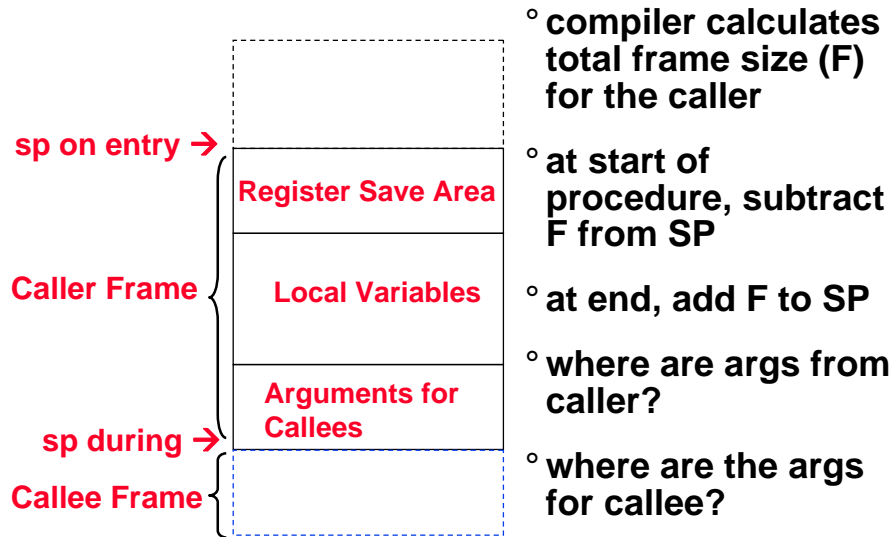 sp on entry →
Register Save Area
Caller Frame
Local Variables
Arguments for
Callees
sp during →
Callee Frame
° compiler calculates
total frame size (F)
for the caller
° at start of
procedure, subtract
F from SP
° at end, add F to SP
° where are args from
caller?
° where are the args
for callee?